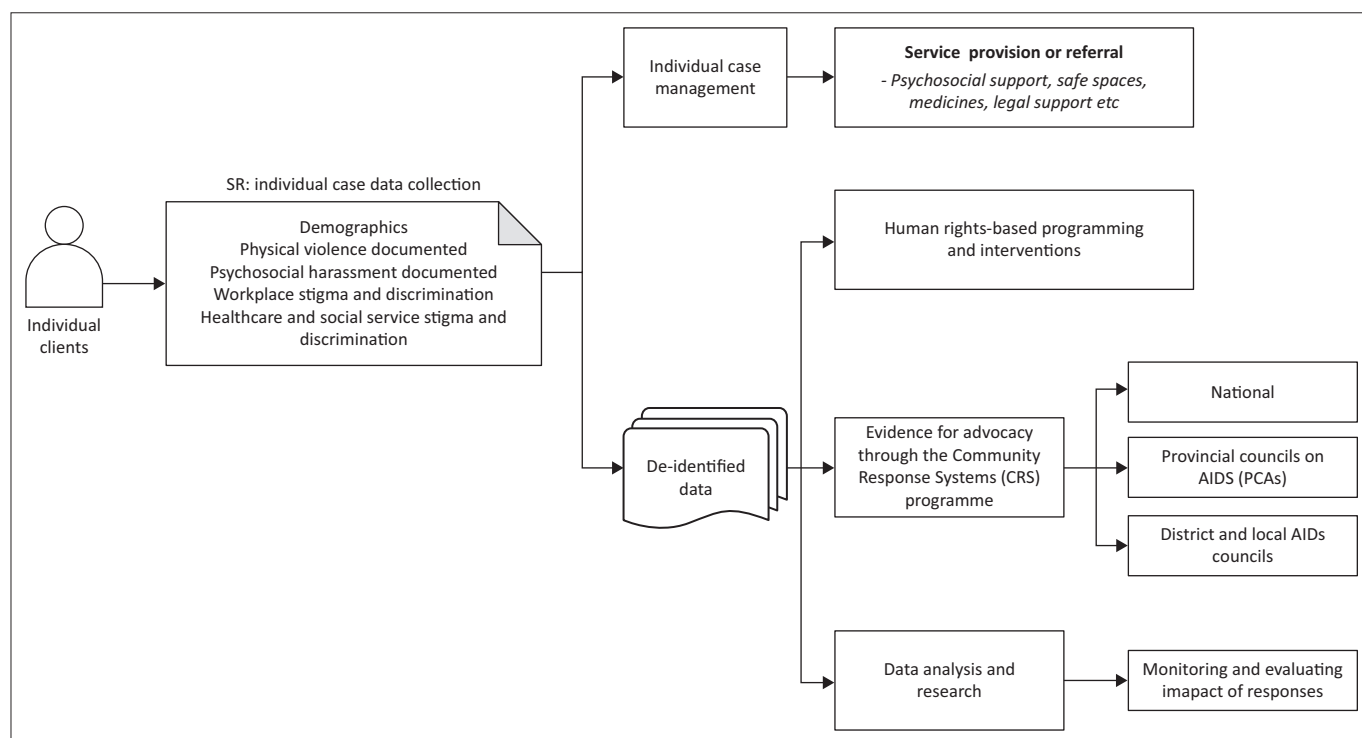 Individual case
management
Service provision or referral
- Psychosocial support, safe spaces,
medicines, legal support etc
SR: individual case data collection
Demographics
Physical violence documented
Psychosocial harassment documented
Workplace stigma and discrimination
Healthcare and social service stigma and
discrimination
Individual
clients
Human rights-based programming
and interventions
De-identified
data
Evidence for advocacy
through the Community
Response Systems (CRS)
programme
National
Provincial councils on
AIDS (PCAs)
District and local AIDs
councils
Data analysis and
research
Monitoring and evaluating
imapact of responses